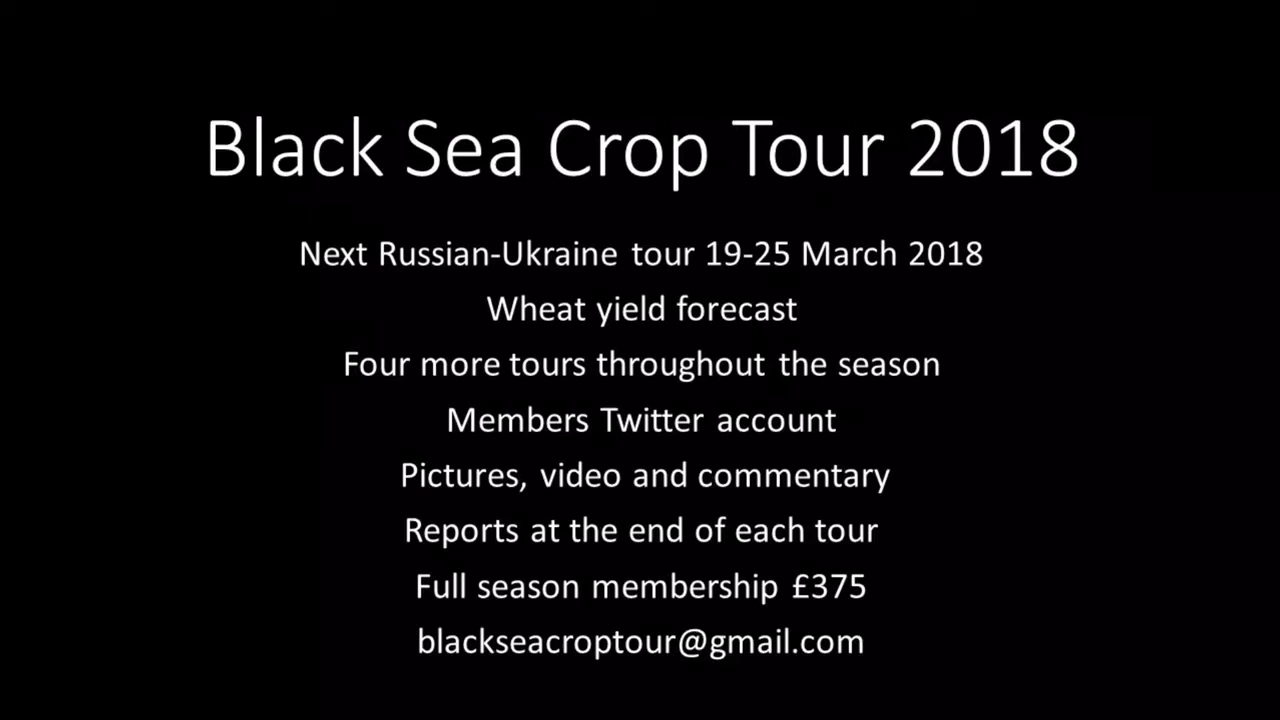 Black Sea Crop Tour 2018
Next Russian-Ukraine tour 19-25 March 2018
Wheat yield forecast
Four more tours throughout the season
Members Twitter account
Pictures, video and commentary
Reports at the end of each tour
Full season membership £375
blackseacroptour@gmail.com